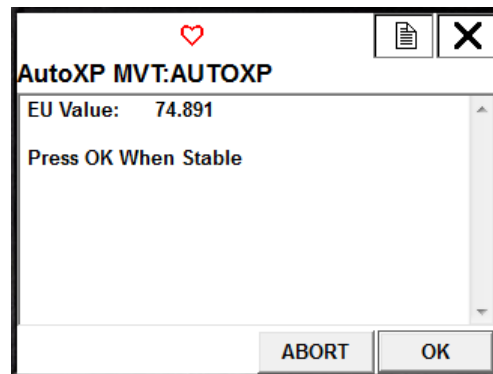 AutoXP MVT:AUTOXP
EU Value: 74.891
Press OK When Stable
ABORT OK